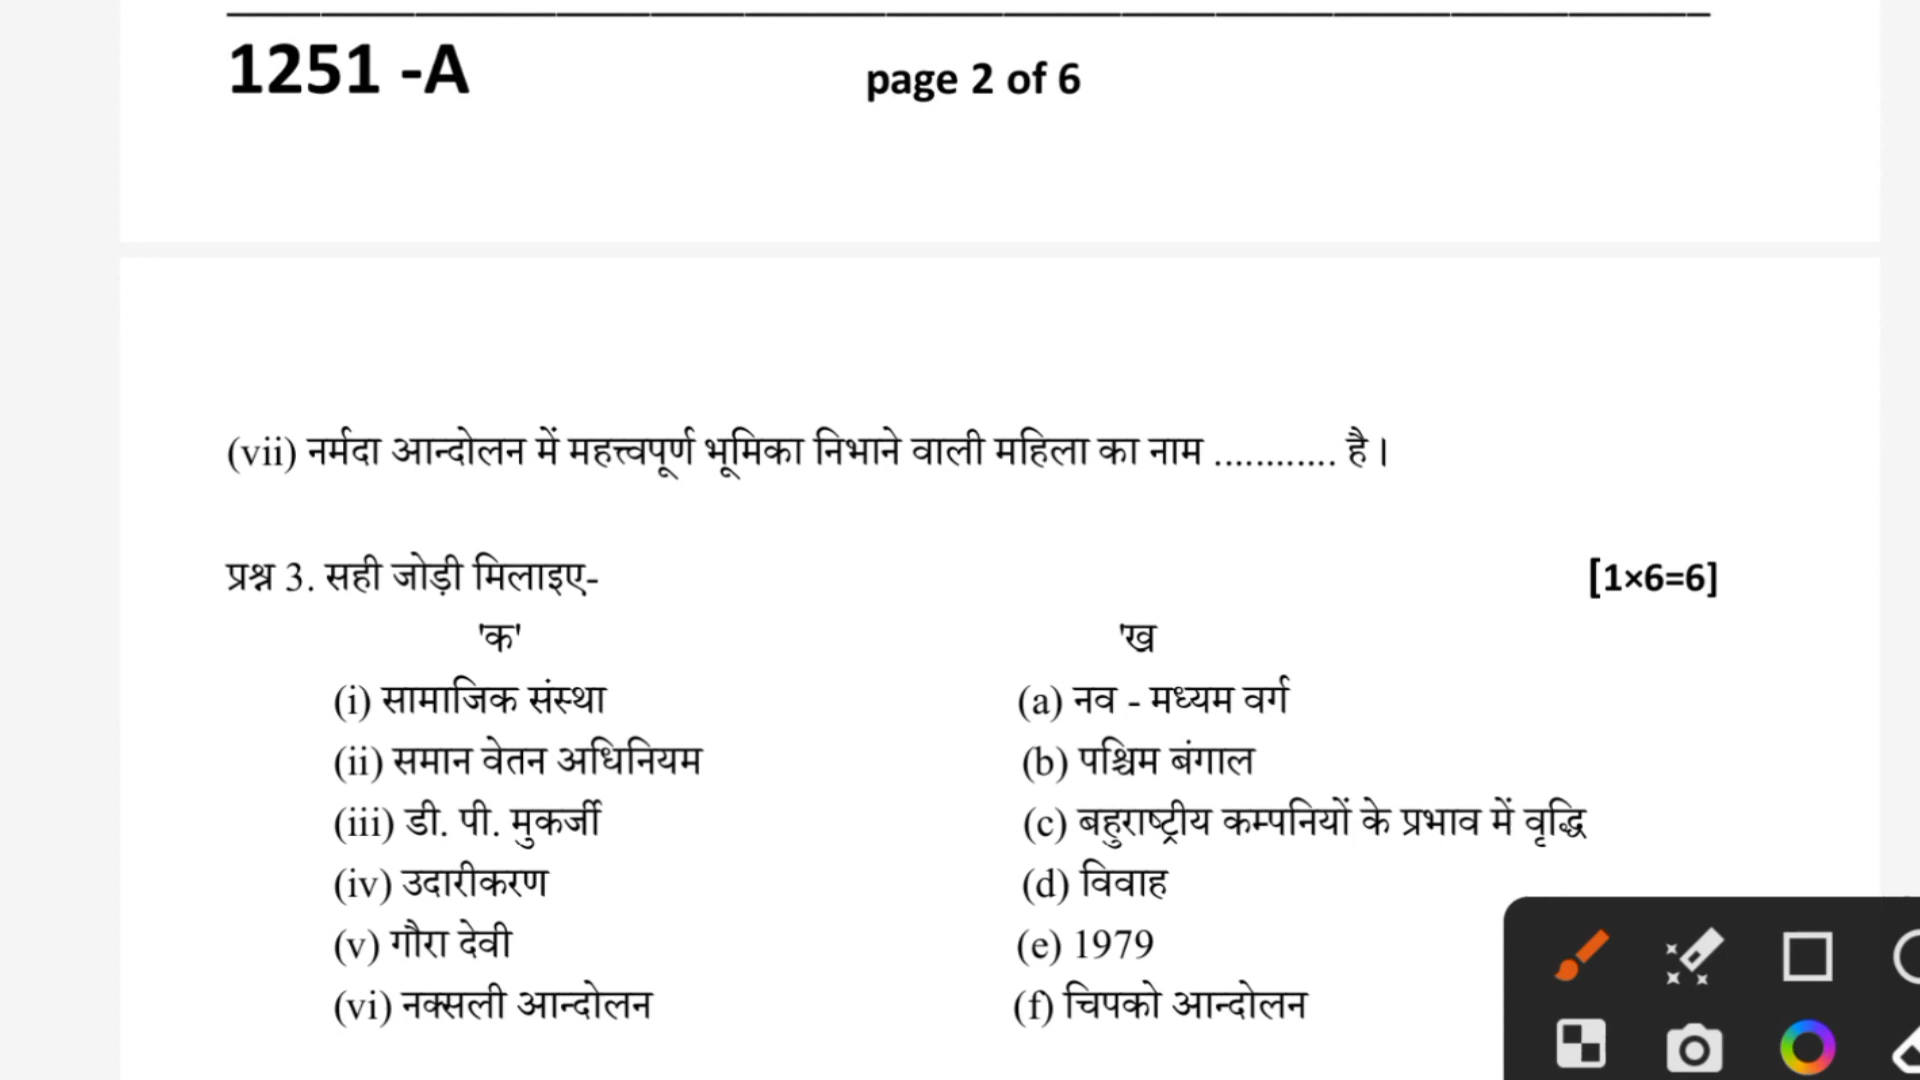 1251 -A page 2 of 6
(vii) नर्मदा आन्दोलन में महत्त्वपूर्ण भूमिका निभाने वाली महिला का नाम ............ है।
प्रश्न 3. सही जोड़ी मिलाइए- [1×6=6]
'क' 'ख
(i) सामाजिक संस्था (a) नव - मध्यम वर्ग
(ii) समान वेतन अधिनियम (b) पश्चिम बंगाल
(iii) डी. पी. मुकर्जी (c) बहुराष्ट्रीय कम्पनियों के प्रभाव में वृद्धि
(iv) उदारीकरण (d) विवाह
(v) गौरा देवी (e) 1979
(vi) नक्सली आन्दोलन (f) चिपको आन्दोलन